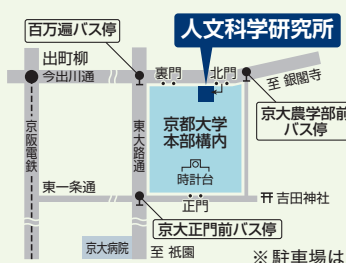 百万遍バス停
人文科学研究所
出町柳
今出川通
裏門
北門
至 銀閣寺
京大農学部前
バス停
京都大学
本部構内
京阪電鉄
東大路通
時計台
東一条通
正門
吉田神社
京大正門前バス停
京大病院
至 祇園
※駐車場は